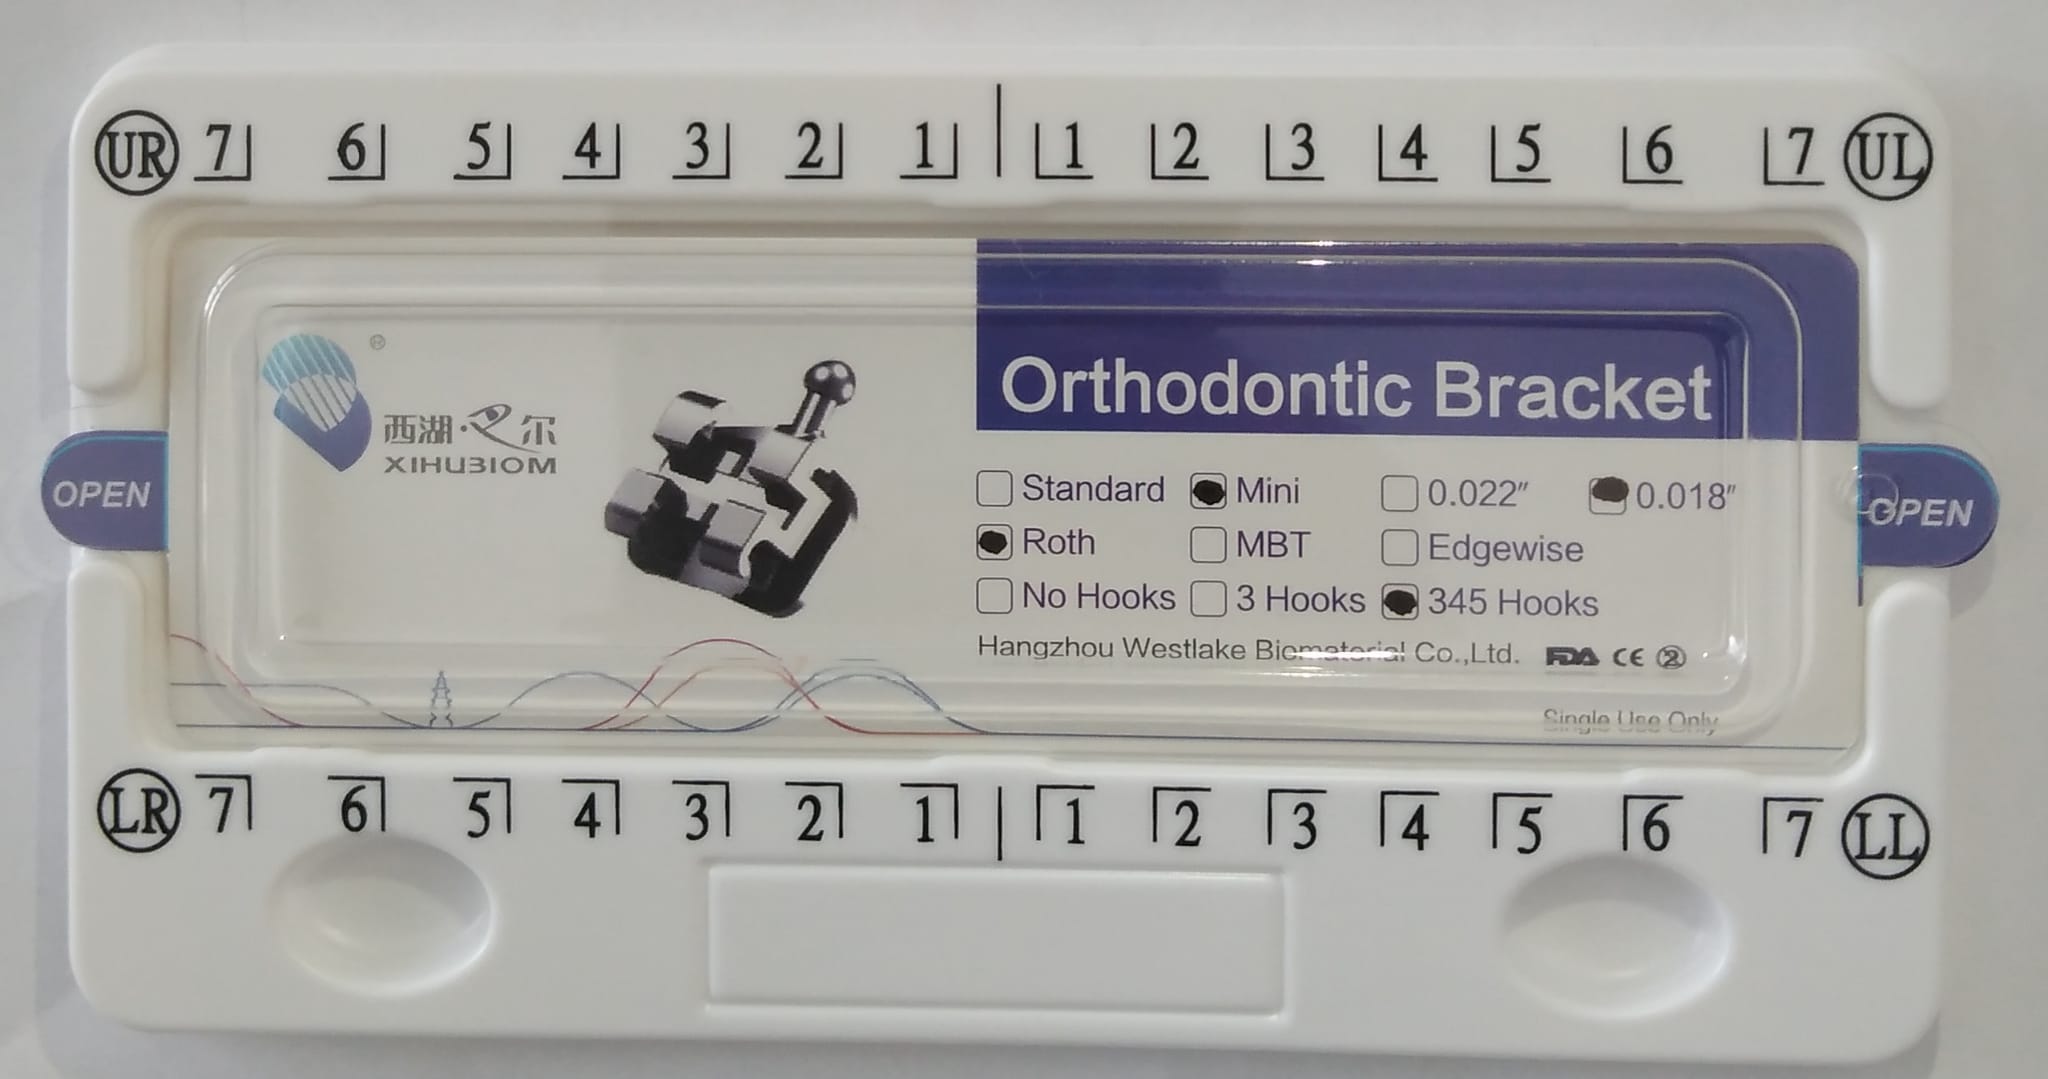 UR 7 6 5 4 3 2 1 | 1 2 3 4 5 6 7 UL
®
Orthodontic Bracket
西湖·巴尔
XIHUBIOM
OPEN
Standard Mini 0.022" 0.018"
OPEN
Roth MBT Edgewise
No Hooks 3 Hooks 345 Hooks
Hangzhou Westlake Biomaterial Co.,Ltd. FDA CE ②
Single Use Only
LR 7 6 5 4 3 2 1 | 1 2 3 4 5 6 7 LL